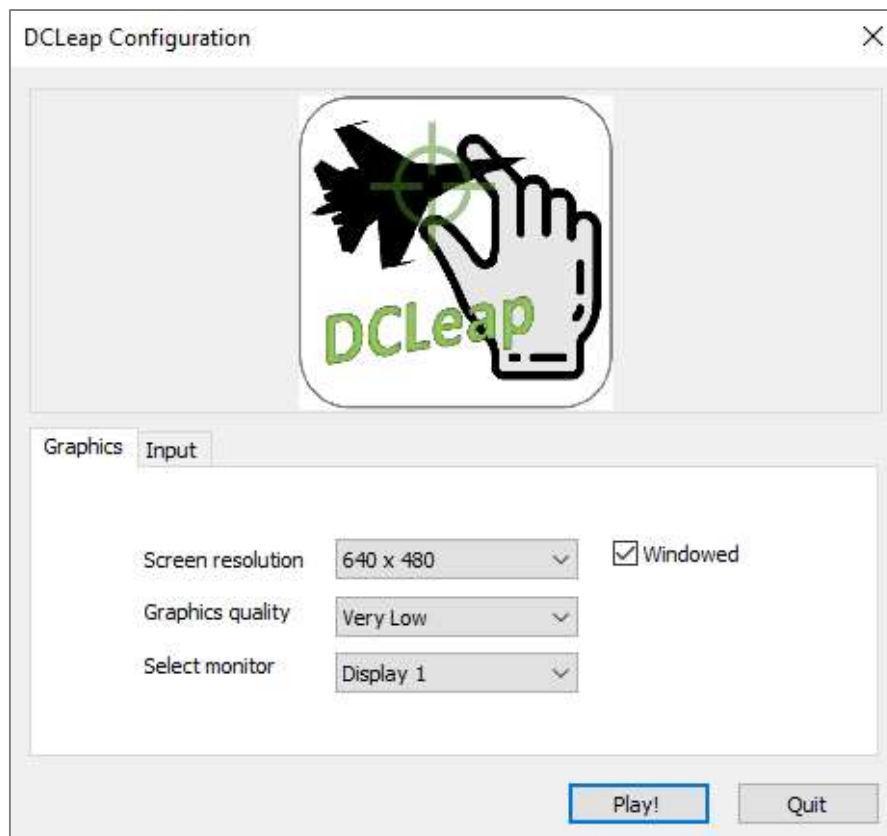 DCLeap Configuration
DCLeap
Graphics
Input
Screen resolution
640 x 480
Windowed
Graphics quality
Very Low
Select monitor
Display 1
Play!
Quit